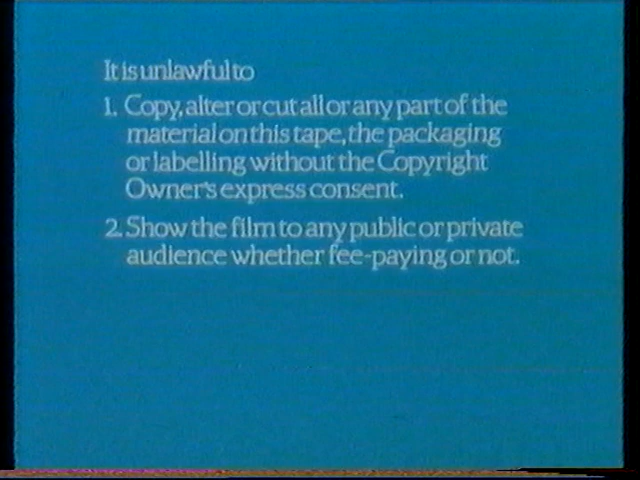 It is unlawful to
1. Copy, alter or cut all or any part of the
material on this tape, the packaging
or labelling without the Copyright
Owner's express consent.
2. Show the film to any public or private
audience whether fee-paying or not.